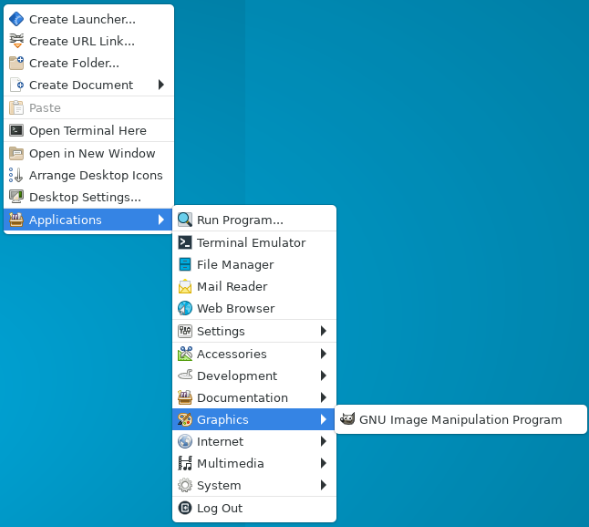 Create Launcher...
Create URL Link...
Create Folder...
Create Document
Paste
Open Terminal Here
Open in New Window
Arrange Desktop Icons
Desktop Settings...
Applications
Run Program...
Terminal Emulator
File Manager
Mail Reader
Web Browser
Settings
Accessories
Development
Documentation
Graphics
GNU Image Manipulation Program
Internet
Multimedia
System
Log Out